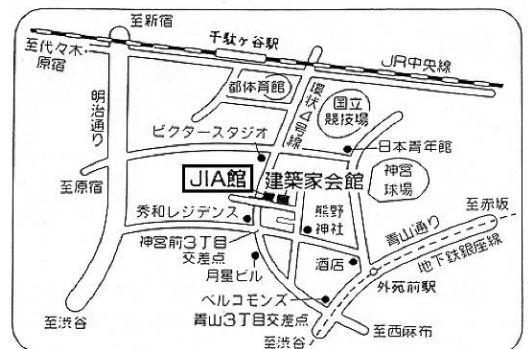 至新宿
千駄ヶ谷駅
至代々木・
原宿
JR中央線
都体育館
環状4号線
国立
競技場
明治通り
ビクタースタジオ
日本青年館
JIA館
建築家会館
神宮
球場
至原宿
至赤坂
秀和レジデンス
熊野
神社
青山通り
神宮前3丁目
交差点
地下鉄銀座線
月星ビル
酒店
外苑前駅
ベルコモンズ
至渋谷
青山3丁目交差点
至西麻布
至渋谷